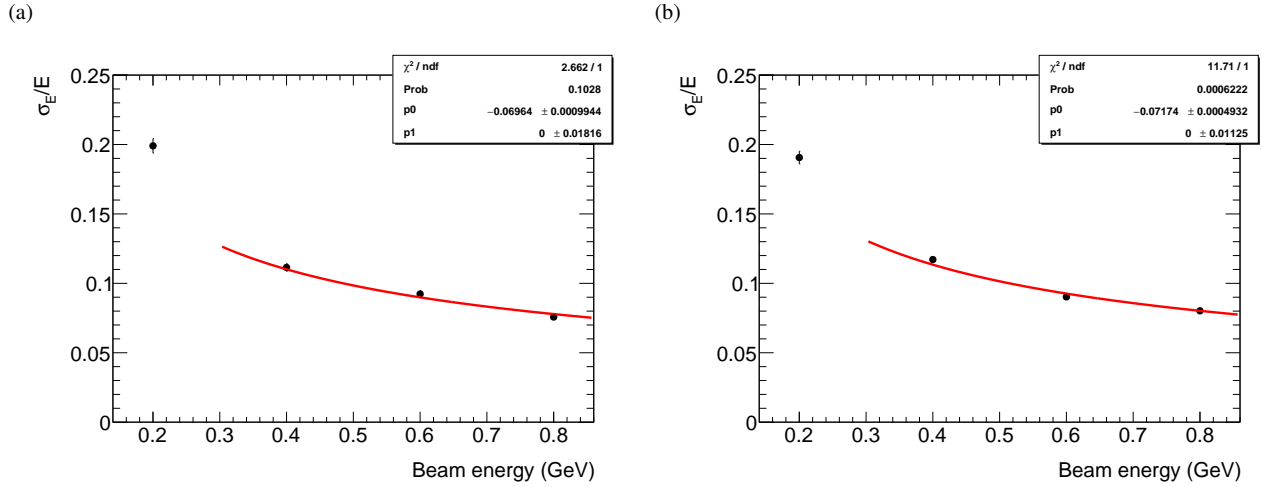 (a)
χ² / ndf 2.662 / 1
Prob 0.1028
p0 −0.06964 ± 0.0009944
p1 0 ± 0.01816
σE/E
0.25
0.2
0.15
0.1
0.05
0
0.2 0.3 0.4 0.5 0.6 0.7 0.8
Beam energy (GeV)
(b)
χ² / ndf 11.71 / 1
Prob 0.0006222
p0 −0.07174 ± 0.0004932
p1 0 ± 0.01125
σE/E
0.25
0.2
0.15
0.1
0.05
0
0.2 0.3 0.4 0.5 0.6 0.7 0.8
Beam energy (GeV)